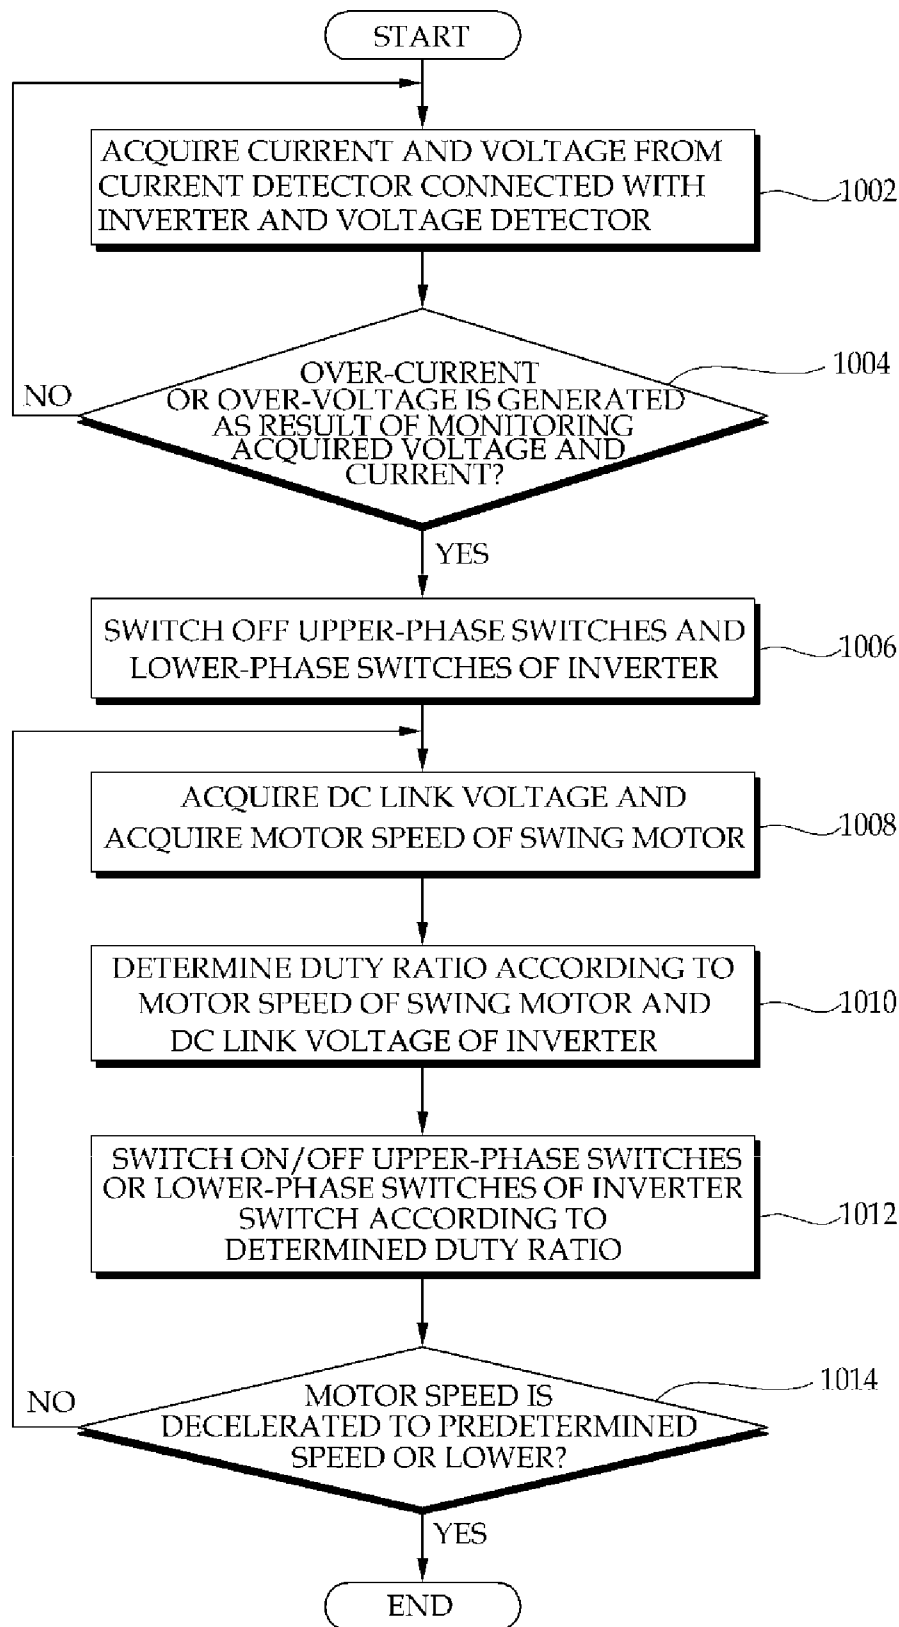 START
ACQUIRE CURRENT AND VOLTAGE FROM
CURRENT DETECTOR CONNECTED WITH
INVERTER AND VOLTAGE DETECTOR
1002
OVER-CURRENT
OR OVER-VOLTAGE IS GENERATED
AS RESULT OF MONITORING
ACQUIRED VOLTAGE AND
CURRENT?
1004
NO
YES
SWITCH OFF UPPER-PHASE SWITCHES AND
LOWER-PHASE SWITCHES OF INVERTER
1006
ACQUIRE DC LINK VOLTAGE AND
ACQUIRE MOTOR SPEED OF SWING MOTOR
1008
DETERMINE DUTY RATIO ACCORDING TO
MOTOR SPEED OF SWING MOTOR AND
DC LINK VOLTAGE OF INVERTER
1010
SWITCH ON/OFF UPPER-PHASE SWITCHES
OR LOWER-PHASE SWITCHES OF INVERTER
SWITCH ACCORDING TO
DETERMINED DUTY RATIO
1012
MOTOR SPEED IS
DECELERATED TO PREDETERMINED
SPEED OR LOWER?
1014
NO
YES
END